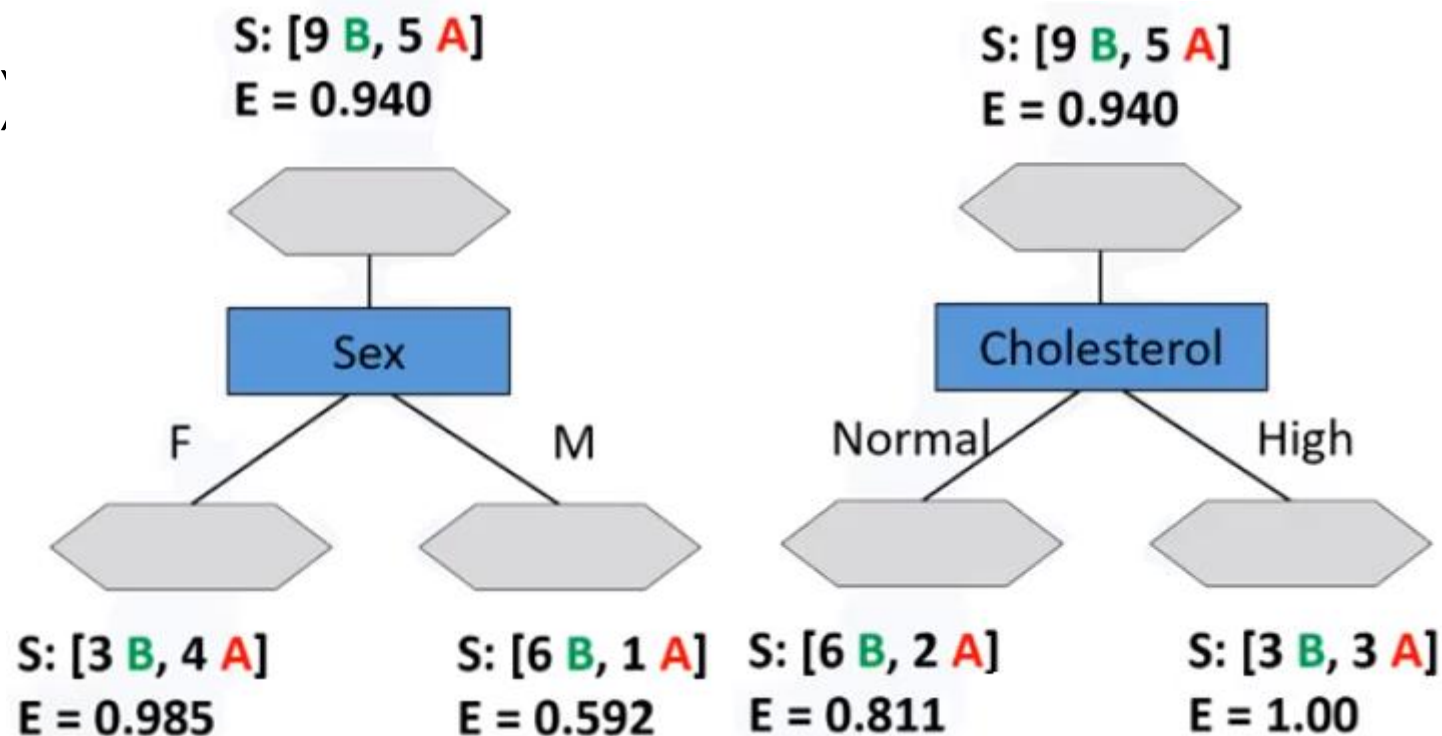 S: [9 B, 5 A]
E = 0.940
Sex
F
M
S: [3 B, 4 A]
E = 0.985
S: [6 B, 1 A]
E = 0.592
S: [9 B, 5 A]
E = 0.940
Cholesterol
Normal
High
S: [6 B, 2 A]
E = 0.811
S: [3 B, 3 A]
E = 1.00